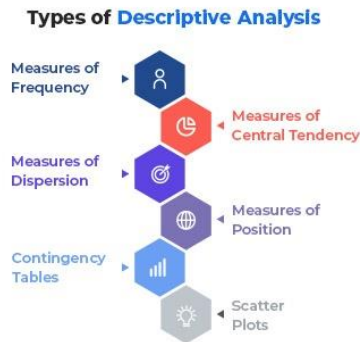 Types of Descriptive Analysis
Measures of
Frequency
Measures of
Central Tendency
Measures of
Dispersion
Measures of
Position
Contingency
Tables
Scatter
Plots